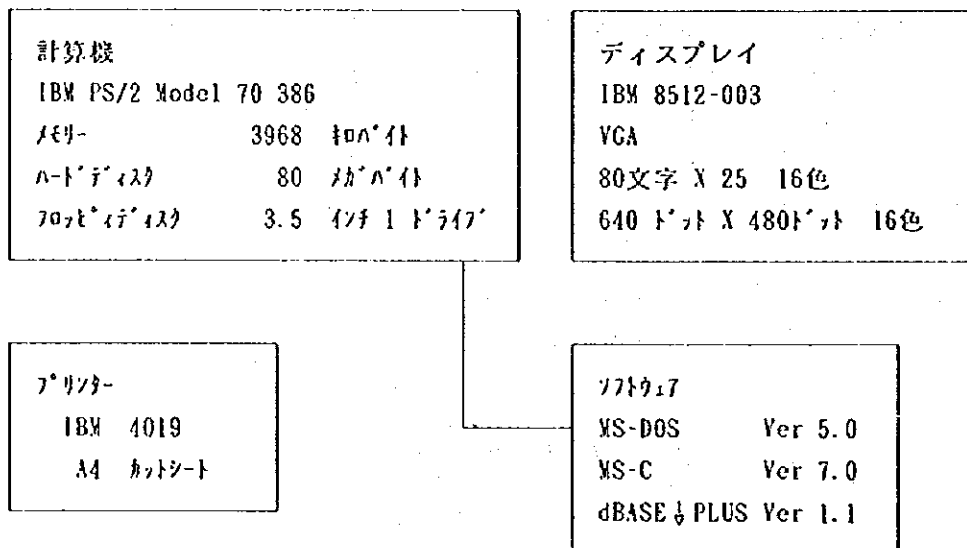 計算機
IBM PS/2 Model 70 386
ﾒﾓﾘｰ 3968 ｷﾛﾊﾞｲﾄ
ﾊｰﾄﾞﾃﾞｨｽｸ 80 ﾒｶﾞﾊﾞｲﾄ
ﾌﾛｯﾋﾟｨﾃﾞｨｽｸ 3.5 ｲﾝﾁ 1 ﾄﾞﾗｲﾌﾞ
ディスプレイ
IBM 8512-003
VGA
80文字 X 25 16色
640 ﾄﾞｯﾄ X 480ﾄﾞｯﾄ 16色
ﾌﾟﾘﾝﾀｰ
IBM 4019
A4 ｶｯﾄｼｰﾄ
ｿﾌﾄｳｪｱ
MS-DOS Ver 5.0
MS-C Ver 7.0
dBASE PLUS Ver 1.1